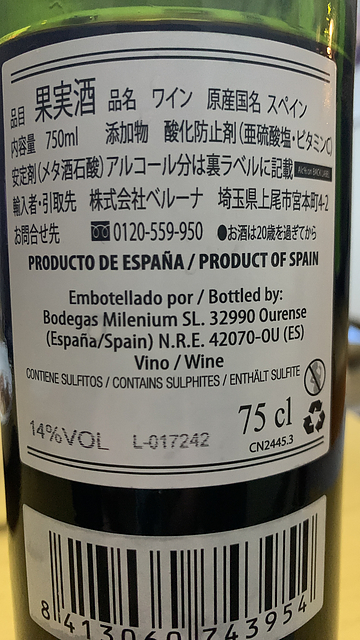 品目 果実酒 品名 ワイン 原産国名 スペイン
内容量 750ml 添加物 酸化防止剤(亜硫酸塩・ビタミンC)
安定剤(メタ酒石酸)アルコール分は裏ラベルに記載
輸入者・引取先 株式会社ベルーナ 埼玉県上尾市宮本町4-2
お問合せ先 0120-559-950 ●お酒は20歳を過ぎてから
PRODUCTO DE ESPAÑA / PRODUCT OF SPAIN
Embotellado por / Bottled by:
Bodegas Milenium SL. 32990 Ourense
(España/Spain) N.R.E. 42070-OU (ES)
Vino / Wine
CONTIENE SULFITOS / CONTAINS SULPHITES / ENTHÄLT SULFITE
75 cl
14%VOL L-017242
CN2445.3
8 413060 743954